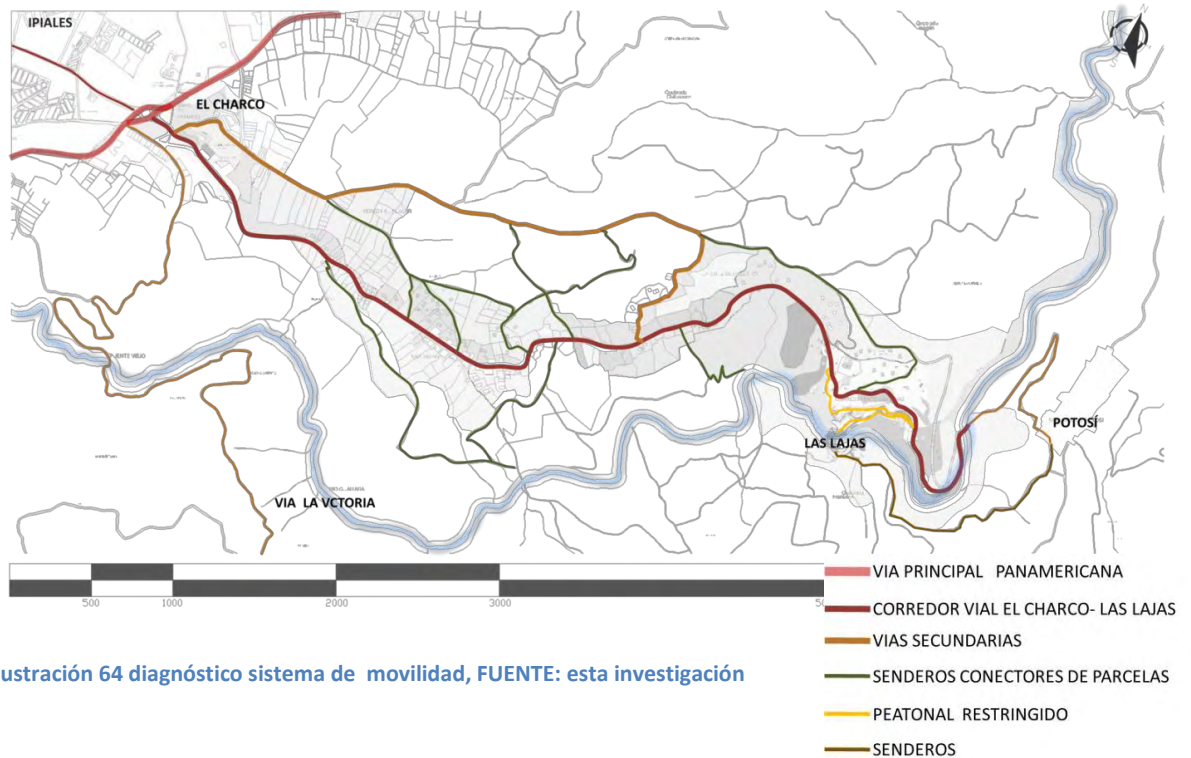 IPIALES
EL CHARCO
LAS LAJAS
POTOSÍ
VIA LA VCTORIA
500 1000 2000 3000
VIA PRINCIPAL PANAMERICANA
CORREDOR VIAL EL CHARCO- LAS LAJAS
VIAS SECUNDARIAS
SENDEROS CONECTORES DE PARCELAS
PEATONAL RESTRINGIDO
SENDEROS
ustración 64 diagnóstico sistema de movilidad, FUENTE: esta investigación